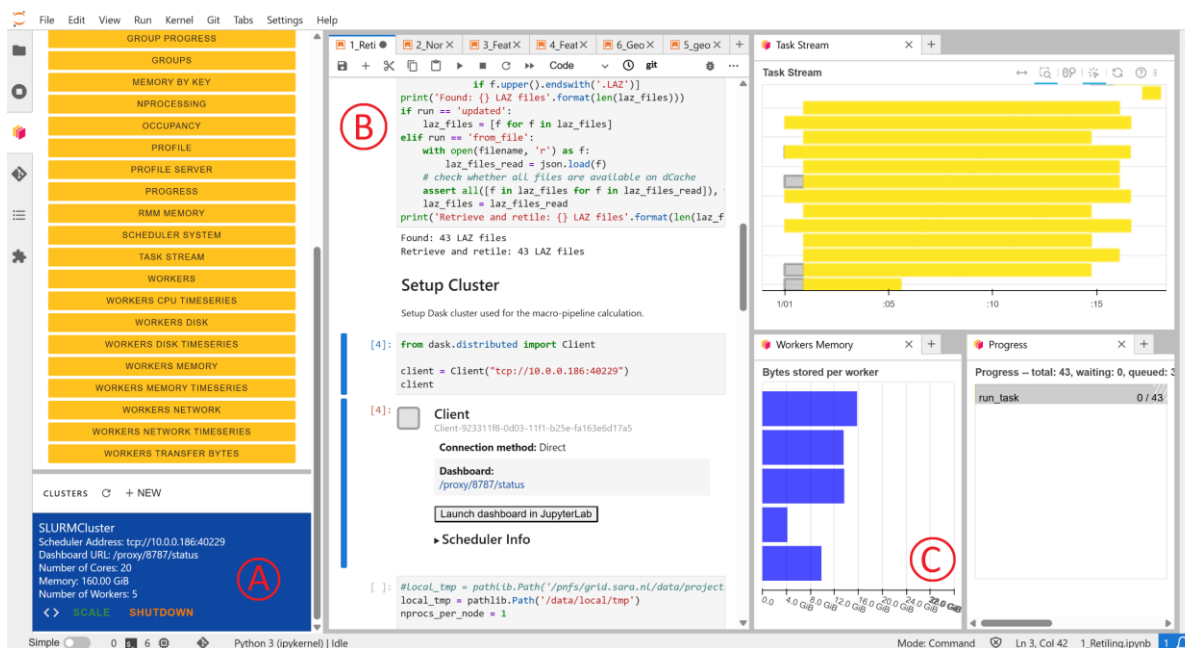 File Edit View Run Kernel Git Tabs Settings Help
GROUP PROGRESS
GROUPS
MEMORY BY KEY
NPROCESSING
OCCUPANCY
PROFILE
PROFILE SERVER
PROGRESS
RMM MEMORY
SCHEDULER SYSTEM
TASK STREAM
WORKERS
WORKERS CPU TIMESERIES
WORKERS DISK
WORKERS DISK TIMESERIES
WORKERS MEMORY
WORKERS MEMORY TIMESERIES
WORKERS NETWORK
WORKERS NETWORK TIMESERIES
WORKERS TRANSFER BYTES
CLUSTERS + NEW
SLURMCluster
Scheduler Address: tcp://10.0.0.186:40229
Dashboard URL: /proxy/8787/status
Number of Cores: 20
Memory: 160.00 GiB
Number of Workers: 5
<> SCALE SHUTDOWN
A
1_Reti 2_Nor 3_Feat 4_Feat 6_Geo 5_geo
Code git
B
if f.upper().endswith('.LAZ')]
print('Found: {} LAZ files'.format(len(laz_files)))
if run == 'updated':
laz_files = [f for f in laz_files]
elif run == 'from_file':
with open(filename, 'r') as f:
laz_files_read = json.load(f)
# check whether all files are available on dCache
assert all([f in laz_files for f in laz_files_read]),
laz_files = laz_files_read
print('Retrieve and retile: {} LAZ files'.format(len(laz_f
Found: 43 LAZ files
Retrieve and retile: 43 LAZ files
Setup Cluster
Setup Dask cluster used for the macro-pipeline calculation.
[4]: from dask.distributed import Client
client = Client("tcp://10.0.0.186:40229")
client
[4]: Client
Client-923311f8-0d03-11f1-b25e-fa163e6d17a5
Connection method: Direct
Dashboard:
/proxy/8787/status
Launch dashboard in JupyterLab
▸ Scheduler Info
[ ]: #local_tmp = pathlib.Path('/pnfs/grid.sara.nl/data/project
local_tmp = pathlib.Path('/data/local/tmp')
nprocs_per_node = 1
Task Stream
Task Stream
1/01 :05 :10 :15
Workers Memory
Bytes stored per worker
0.0 4.0 GiB 8.0 GiB 12.0 GiB 16.0 GiB 20.0 GiB 24.0 GiB
C
Progress
Progress -- total: 43, waiting: 0, queued: 3
run_task 0 / 43
Simple 0 6 Python 3 (ipykernel) | Idle Mode: Command Ln 3, Col 42 1_Retiling.ipynb 1